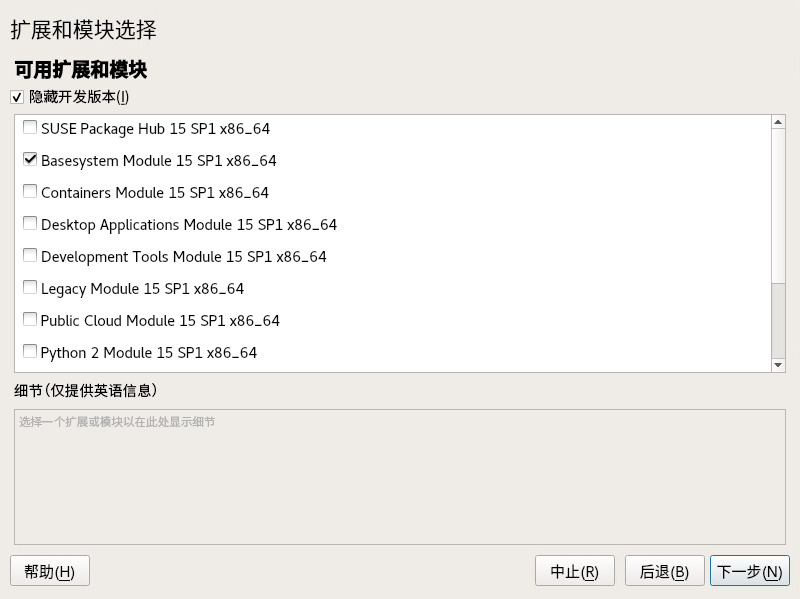 扩展和模块选择
可用扩展和模块
隐藏开发版本(I)
SUSE Package Hub 15 SP1 x86_64
Basesystem Module 15 SP1 x86_64
Containers Module 15 SP1 x86_64
Desktop Applications Module 15 SP1 x86_64
Development Tools Module 15 SP1 x86_64
Legacy Module 15 SP1 x86_64
Public Cloud Module 15 SP1 x86_64
Python 2 Module 15 SP1 x86_64
细节(仅提供英语信息)
选择一个扩展或模块以在此处显示细节
帮助(H) 中止(R) 后退(B) 下一步(N)